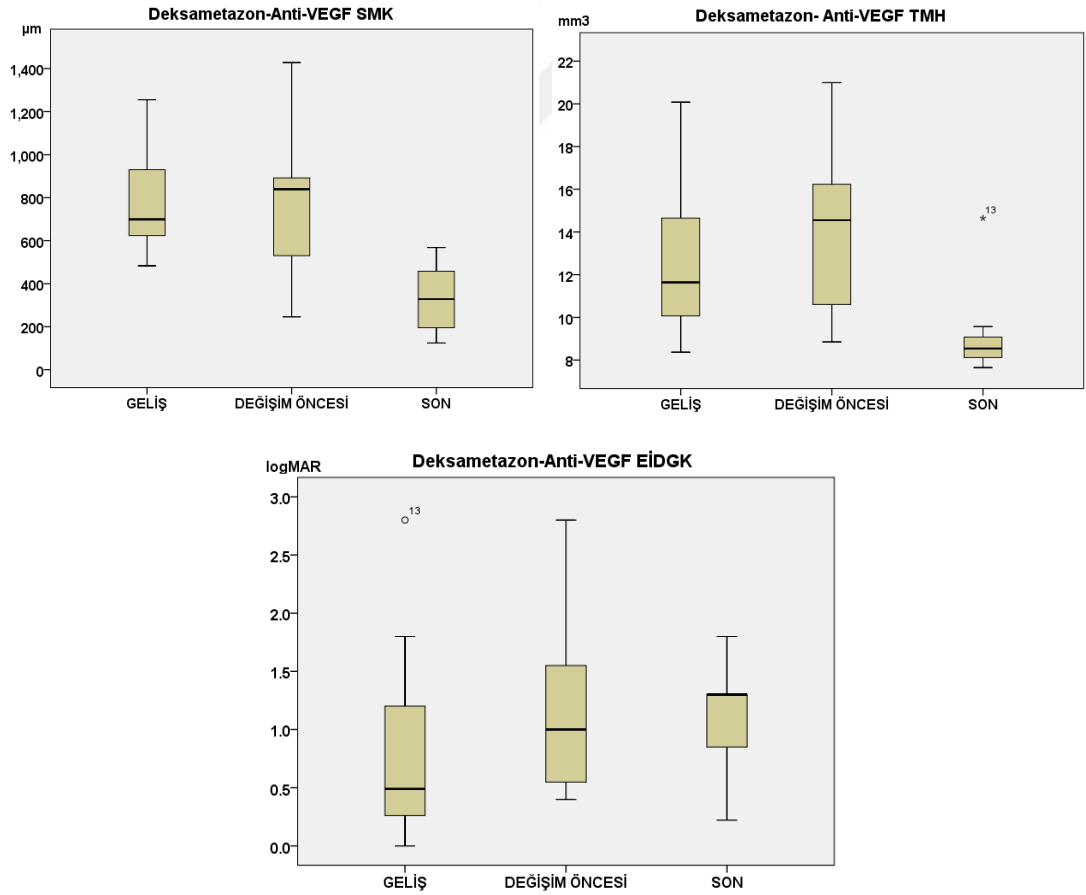 Deksametazon-Anti-VEGF SMK
µm
1,400
1,200
1,000
800
600
400
200
0
GELİŞ DEĞİŞİM ÖNCESİ SON
Deksametazon- Anti-VEGF TMH
mm3
22
20
18
16
14
12
10
8
*13
GELİŞ DEĞİŞİM ÖNCESİ SON
Deksametazon-Anti-VEGF EİDGK
logMAR
3.0
2.5
2.0
1.5
1.0
0.5
0.0
13
GELİŞ DEĞİŞİM ÖNCESİ SON